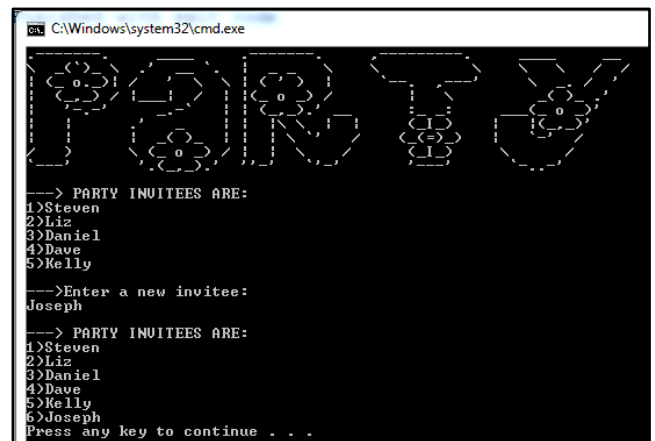 C:\Windows\system32\cmd.exe
PARTY
---> PARTY INVITEES ARE:
1)Steven
2)Liz
3)Daniel
4)Dave
5)Kelly
--->Enter a new invitee:
Joseph
---> PARTY INVITEES ARE:
1)Steven
2)Liz
3)Daniel
4)Dave
5)Kelly
6)Joseph
Press any key to continue . . .